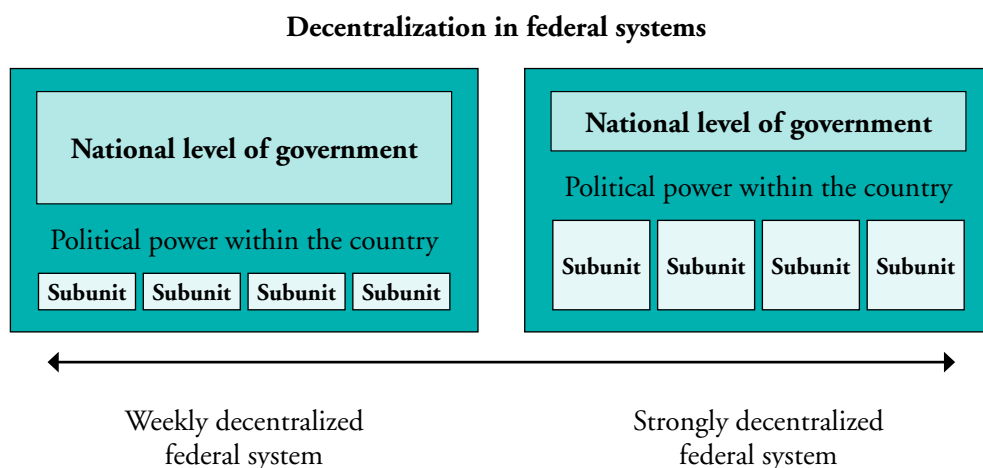 Decentralization in federal systems
National level of government
Political power within the country
Subunit Subunit Subunit Subunit
National level of government
Political power within the country
Subunit Subunit Subunit Subunit
Weekly decentralized
federal system
Strongly decentralized
federal system